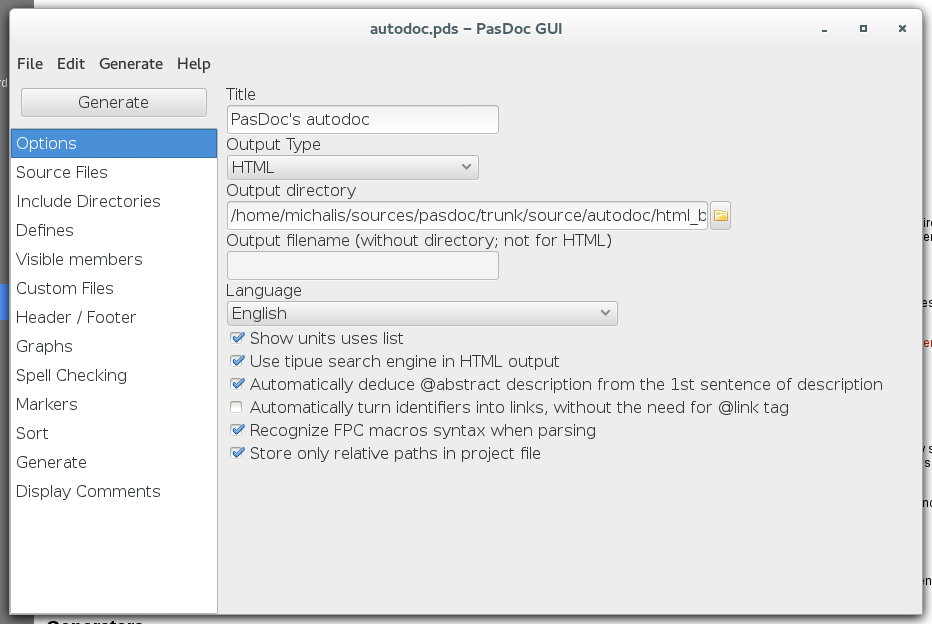 autodoc.pds – PasDoc GUI
File Edit Generate Help
Generate
Options
Source Files
Include Directories
Defines
Visible members
Custom Files
Header / Footer
Graphs
Spell Checking
Markers
Sort
Generate
Display Comments
Title
PasDoc's autodoc
Output Type
HTML
Output directory
/home/michalis/sources/pasdoc/trunk/source/autodoc/html_b
Output filename (without directory; not for HTML)
Language
English
Show units uses list
Use tipue search engine in HTML output
Automatically deduce @abstract description from the 1st sentence of description
Automatically turn identifiers into links, without the need for @link tag
Recognize FPC macros syntax when parsing
Store only relative paths in project file